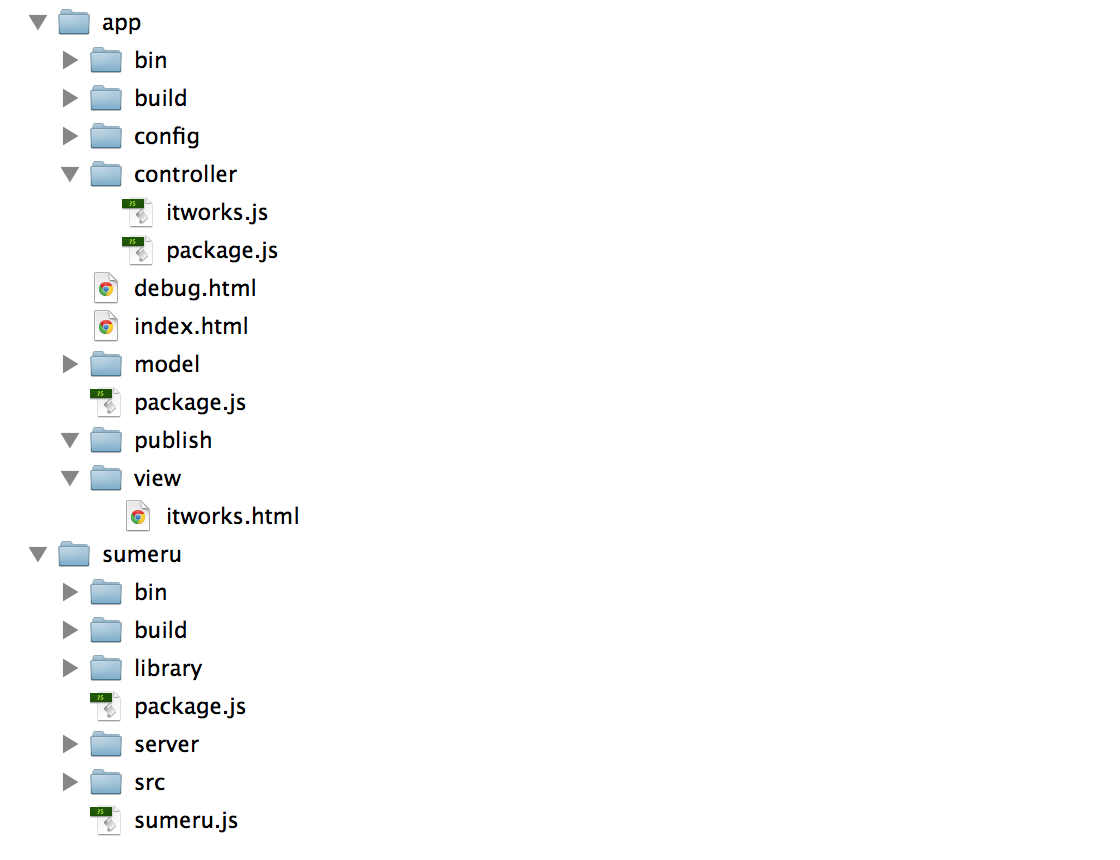 app
bin
build
config
controller
JS itworks.js
JS package.js
debug.html
index.html
model
JS package.js
publish
view
itworks.html
sumeru
bin
build
library
JS package.js
server
src
JS sumeru.js